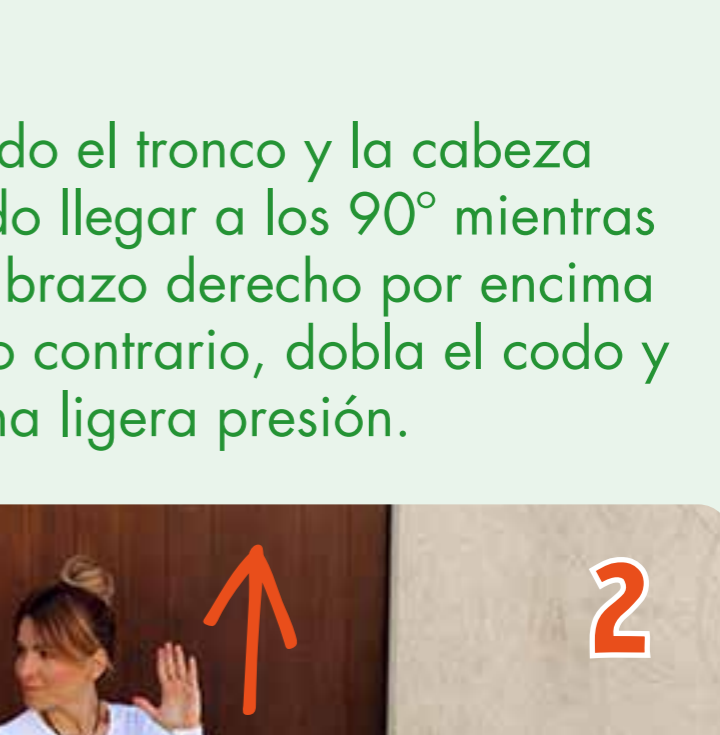 do el tronco y la cabeza
do llegar a los 90º mientras
brazo derecho por encima
o contrario, dobla el codo y
na ligera presión.
2